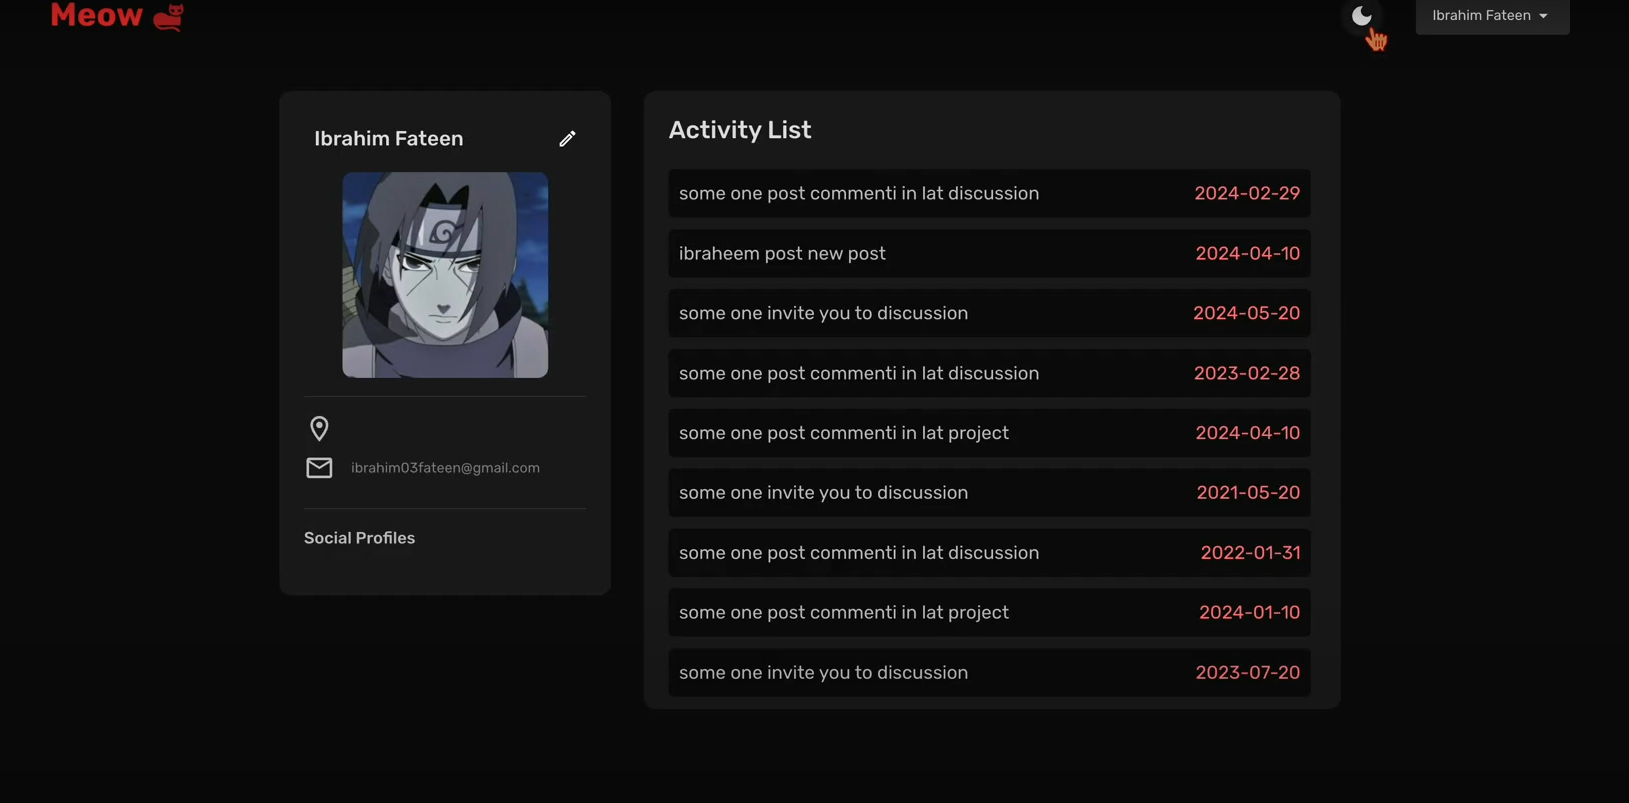 Meow
Ibrahim Fateen
Ibrahim Fateen
ibrahim03fateen@gmail.com
Social Profiles
Activity List
some one post commenti in lat discussion 2024-02-29
ibraheem post new post 2024-04-10
some one invite you to discussion 2024-05-20
some one post commenti in lat discussion 2023-02-28
some one post commenti in lat project 2024-04-10
some one invite you to discussion 2021-05-20
some one post commenti in lat discussion 2022-01-31
some one post commenti in lat project 2024-01-10
some one invite you to discussion 2023-07-20